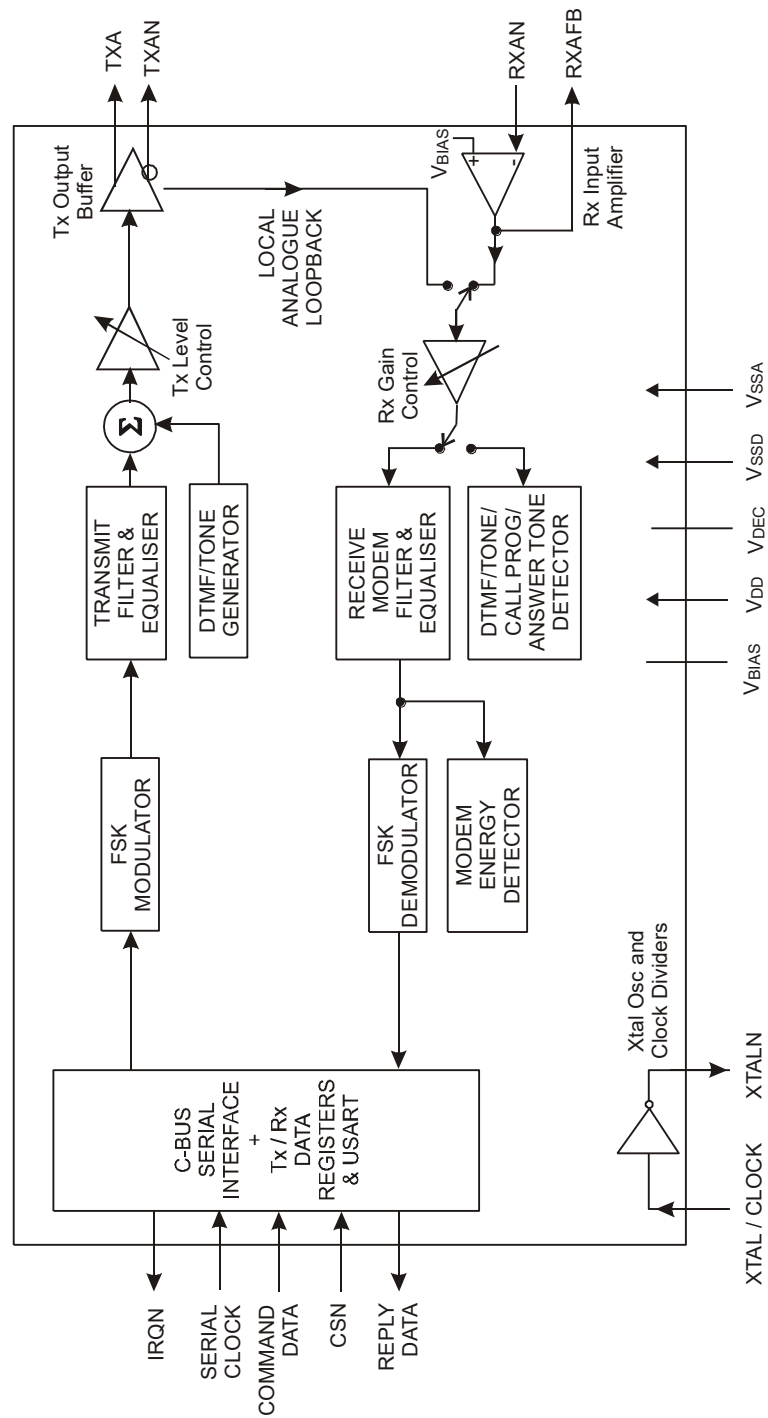 IRQN
SERIAL
CLOCK
COMMAND
DATA
CSN
REPLY
DATA
C-BUS
SERIAL
INTERFACE
+
Tx / Rx
DATA
REGISTERS
& USART
FSK
MODULATOR
TRANSMIT
FILTER &
EQUALISER
DTMF/TONE
GENERATOR
Σ
Tx Level
Control
Tx Output
Buffer
TXA
TXAN
LOCAL
ANALOGUE
LOOPBACK
FSK
DEMODULATOR
MODEM
ENERGY
DETECTOR
RECEIVE
MODEM
FILTER &
EQUALISER
DTMF/TONE/
CALL PROG/
ANSWER TONE
DETECTOR
Rx Gain
Control
VBIAS
+
-
Rx Input
Amplifier
RXAN
RXAFB
Xtal Osc and
Clock Dividers
XTAL / CLOCK
XTALN
VBIAS
VDD
VDEC
VSSD
VSSA